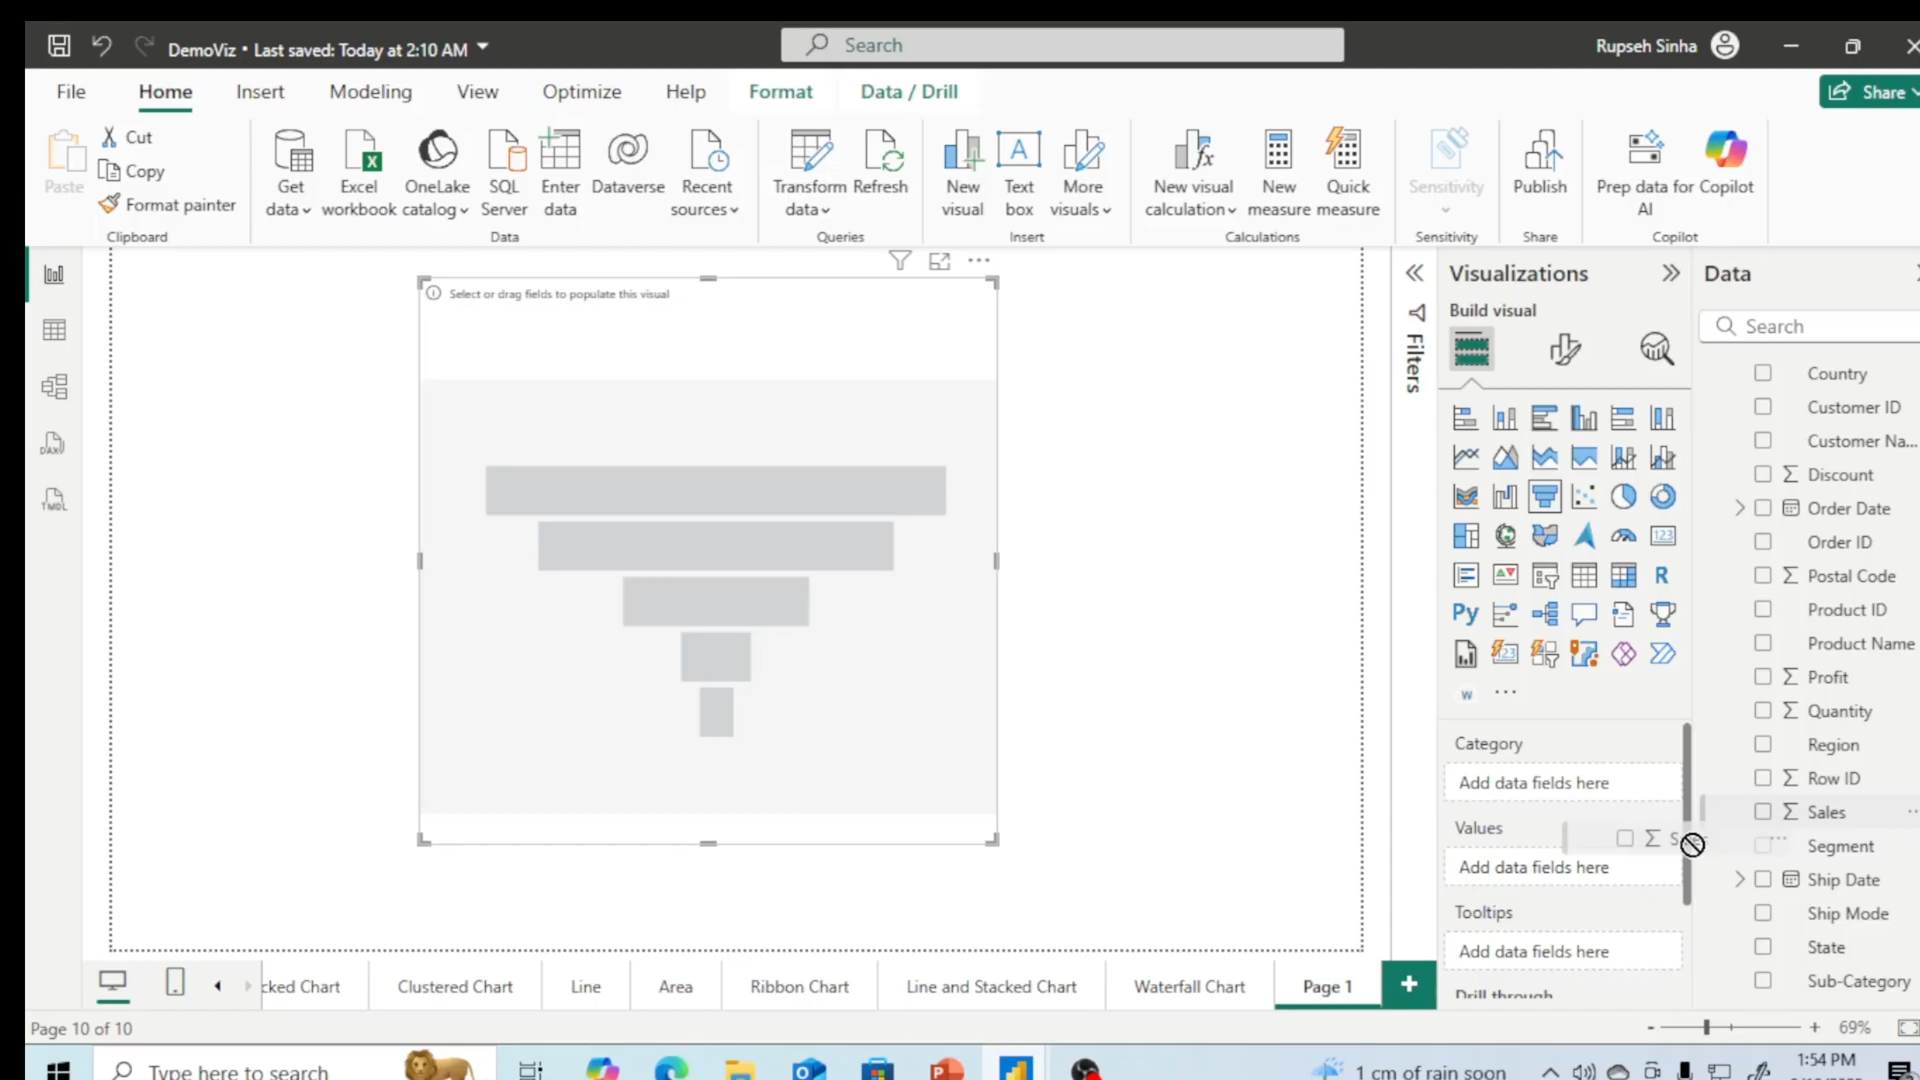 DemoViz • Last saved: Today at 2:10 AM
Search
Rupseh Sinha
File
Home
Insert
Modeling
View
Optimize
Help
Format
Data / Drill
Share
Paste
Cut
Copy
Format painter
Clipboard
Get data
Excel workbook
OneLake catalog
SQL Server
Enter data
Dataverse
Recent sources
Data
Transform data
Refresh
Queries
New visual
Text box
More visuals
Insert
New visual calculation
New measure
Quick measure
Calculations
Sensitivity
Sensitivity
Publish
Share
Prep data for AI
Copilot
Copilot
DAX
TMDL
Select or drag fields to populate this visual
Filters
Visualizations
Build visual
123
R
Py
123
W
Category
Add data fields here
Values
Add data fields here
Tooltips
Add data fields here
Drill through
Data
Search
Country
Customer ID
Customer Na...
Discount
Order Date
Order ID
Postal Code
Product ID
Product Name
Profit
Quantity
Region
Row ID
Sales
Segment
Ship Date
Ship Mode
State
Sub-Category
cked Chart
Clustered Chart
Line
Area
Ribbon Chart
Line and Stacked Chart
Waterfall Chart
Page 1
Page 10 of 10
69%
Type here to search
1 cm of rain soon
1:54 PM